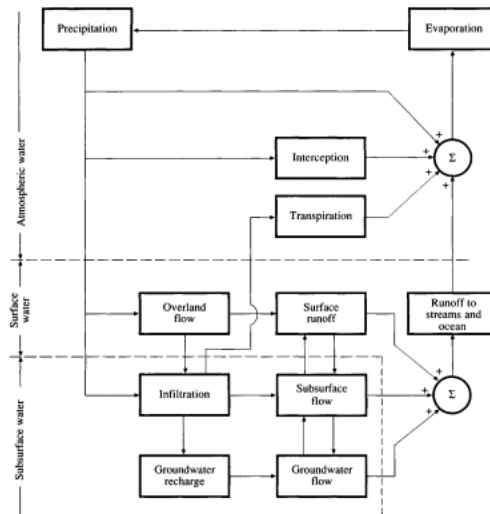 Precipitation
Evaporation
Atmospheric water
+
+
Interception
+
Σ
+
Transpiration
+
Surface
water
Overland
flow
Surface
runoff
Runoff to
streams and
ocean
+
Subsurface water
Infiltration
Subsurface
flow
+
Σ
+
Groundwater
recharge
Groundwater
flow